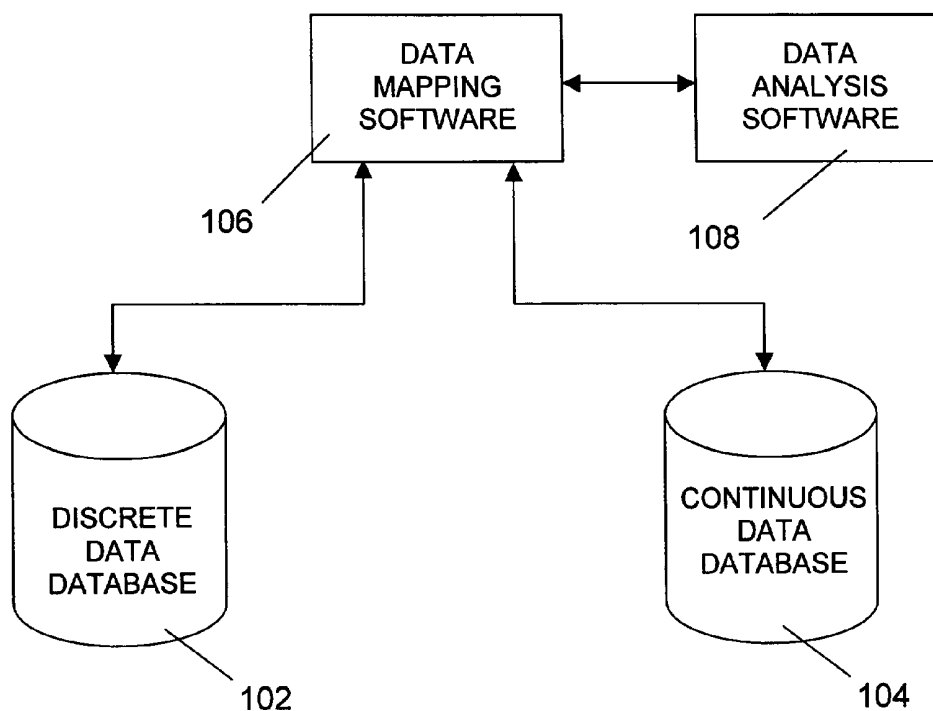 DATA
MAPPING
SOFTWARE
DATA
ANALYSIS
SOFTWARE
106
108
DISCRETE
DATA
DATABASE
CONTINUOUS
DATA
DATABASE
102
104